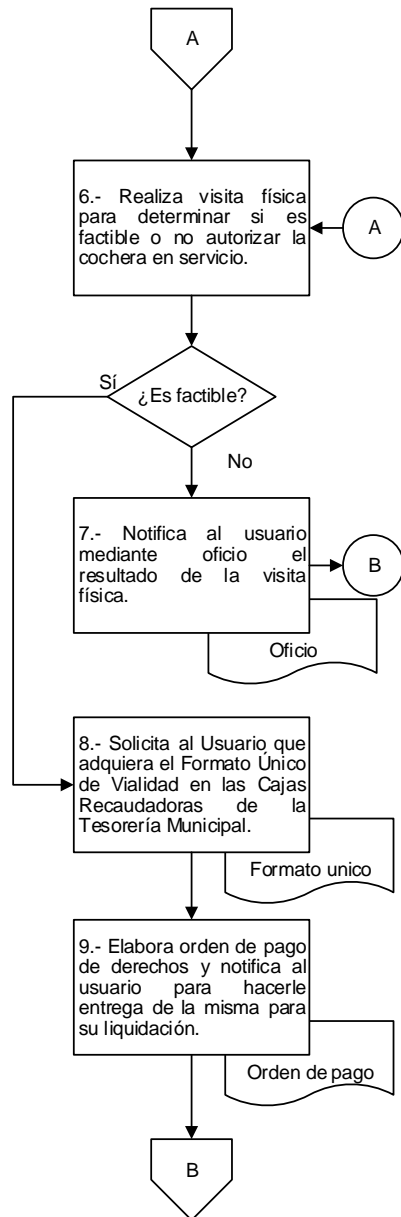 A
6.- Realiza visita física
para determinar si es
factible o no autorizar la
cochera en servicio.
A
¿Es factible?
Sí
No
7.- Notifica al usuario
mediante oficio el
resultado de la visita
física.
B
Oficio
8.- Solicita al Usuario que
adquiera el Formato Único
de Vialidad en las Cajas
Recaudadoras de la
Tesorería Municipal.
Formato unico
9.- Elabora orden de pago
de derechos y notifica al
usuario para hacerle
entrega de la misma para
su liquidación.
Orden de pago
B